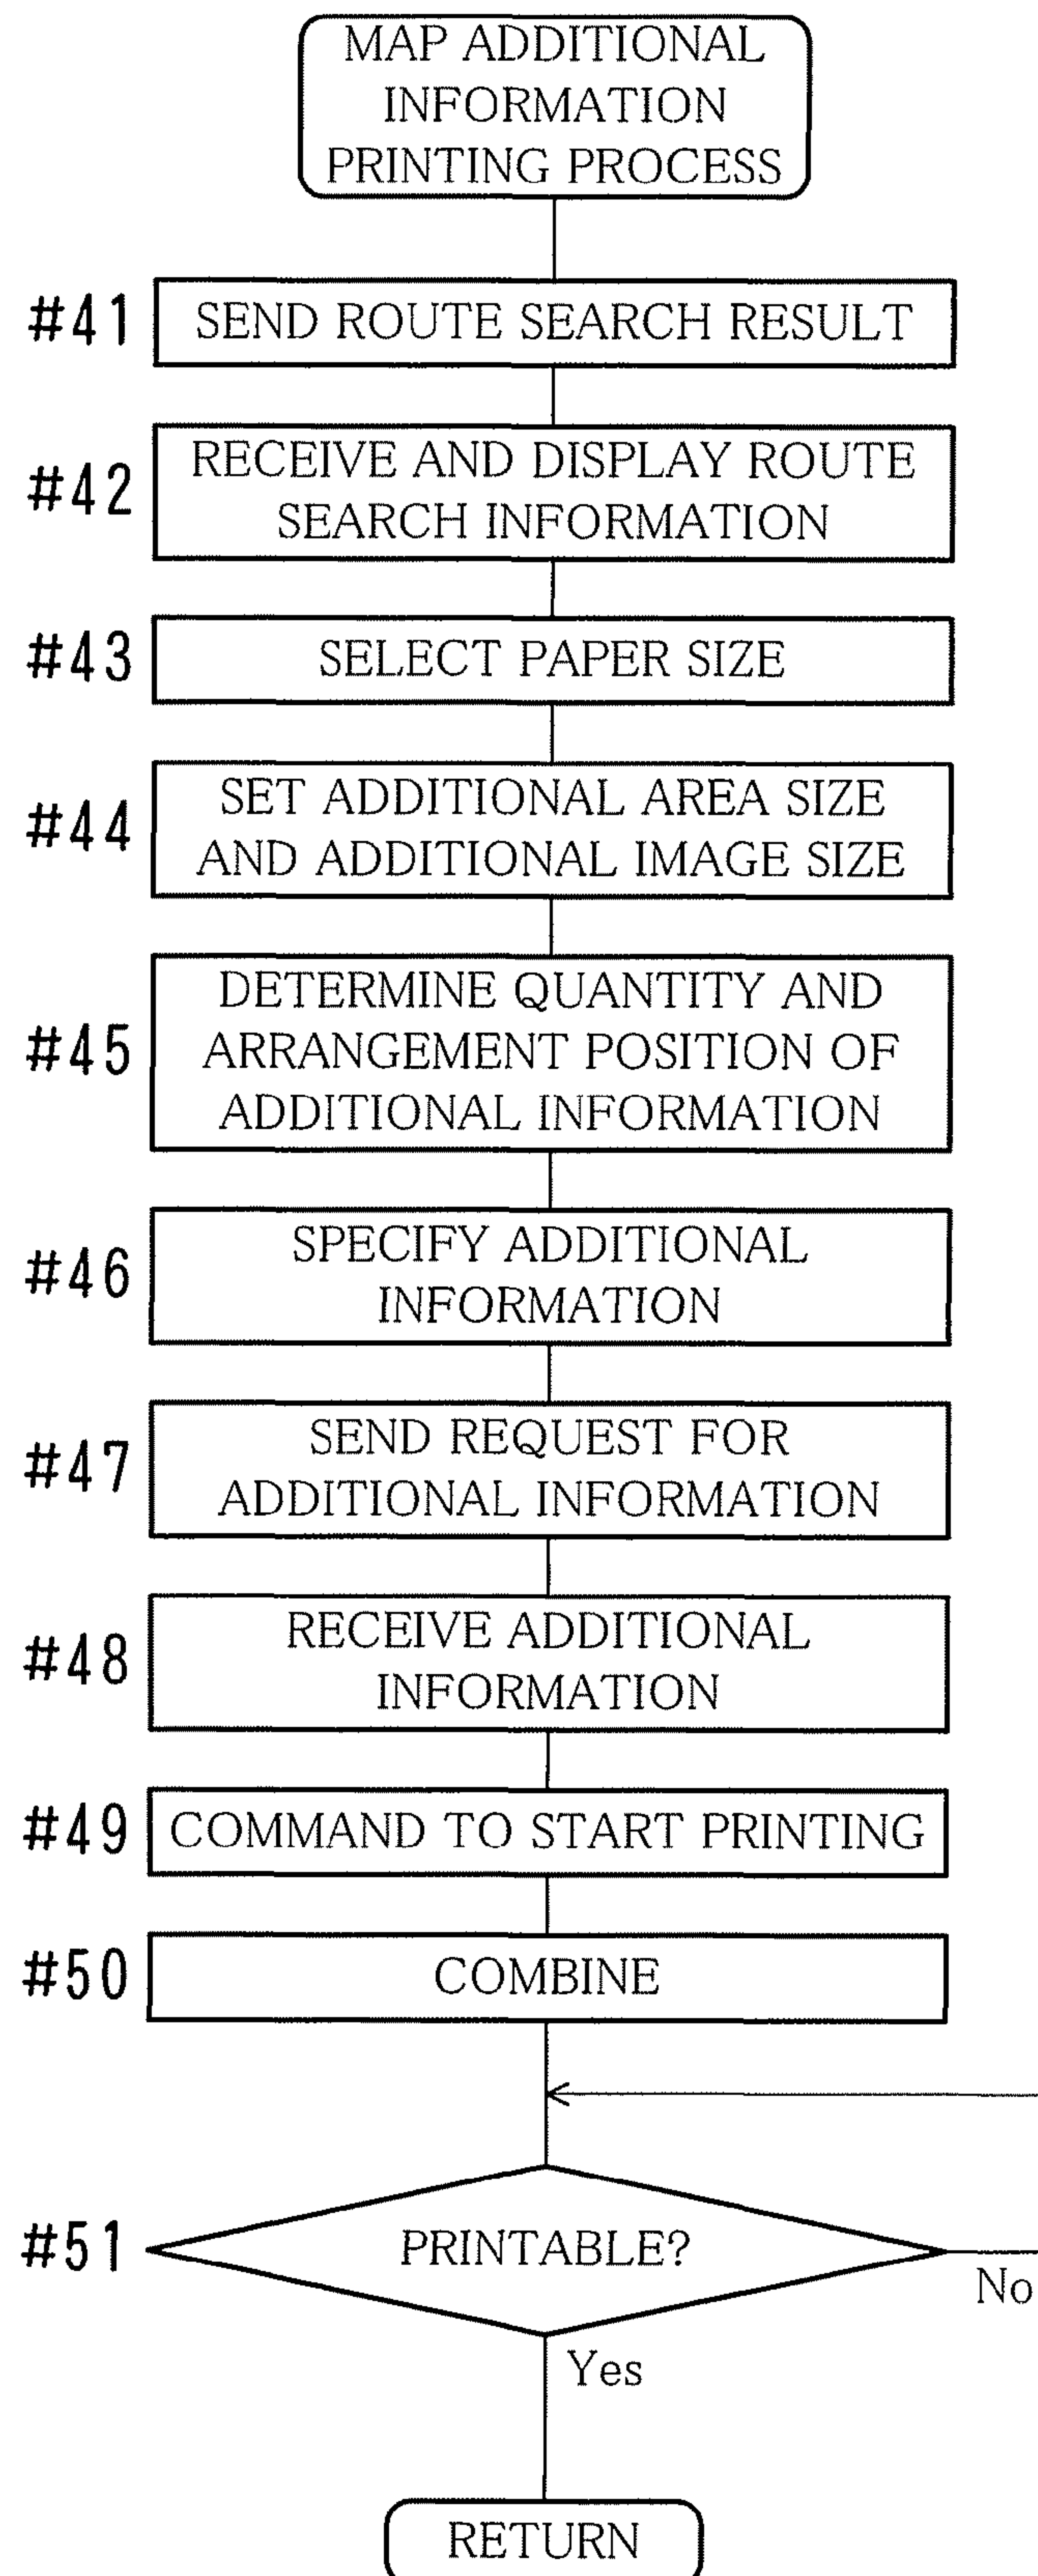 MAP ADDITIONAL
INFORMATION
PRINTING PROCESS
#41 SEND ROUTE SEARCH RESULT
#42 RECEIVE AND DISPLAY ROUTE
SEARCH INFORMATION
#43 SELECT PAPER SIZE
#44 SET ADDITIONAL AREA SIZE
AND ADDITIONAL IMAGE SIZE
#45 DETERMINE QUANTITY AND
ARRANGEMENT POSITION OF
ADDITIONAL INFORMATION
#46 SPECIFY ADDITIONAL
INFORMATION
#47 SEND REQUEST FOR
ADDITIONAL INFORMATION
#48 RECEIVE ADDITIONAL
INFORMATION
#49 COMMAND TO START PRINTING
#50 COMBINE
#51 PRINTABLE?
No
Yes
RETURN